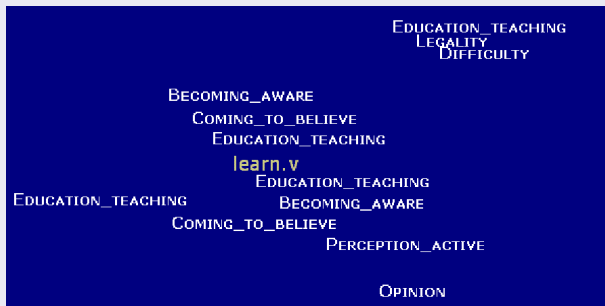 EDUCATION_TEACHING
LEGALITY
DIFFICULTY
BECOMING_AWARE
COMING_TO_BELIEVE
EDUCATION_TEACHING
learn.v
EDUCATION_TEACHING
EDUCATION_TEACHING
BECOMING_AWARE
COMING_TO_BELIEVE
PERCEPTION_ACTIVE
OPINION